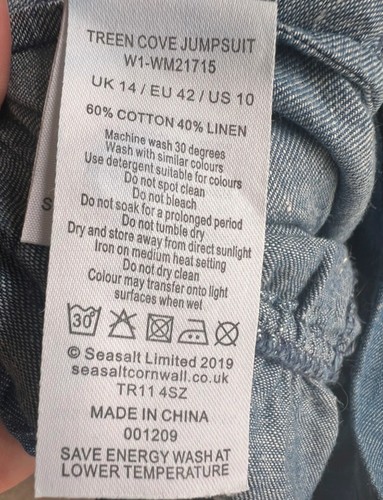 TREEN COVE JUMPSUIT
W1-WM21715
UK 14 / EU 42 / US 10
60% COTTON 40% LINEN
Machine wash 30 degrees
Wash with similar colours
Use detergent suitable for colours
Do not spot clean
Do not bleach
Do not soak for a prolonged period
Do not tumble dry
Dry and store away from direct sunlight
Iron on medium heat setting
Do not dry clean
Colour may transfer onto light
surfaces when wet
30°
© Seasalt Limited 2019
seasaltcornwall.co.uk
TR11 4SZ
MADE IN CHINA
001209
SAVE ENERGY WASH AT
LOWER TEMPERATURE
S